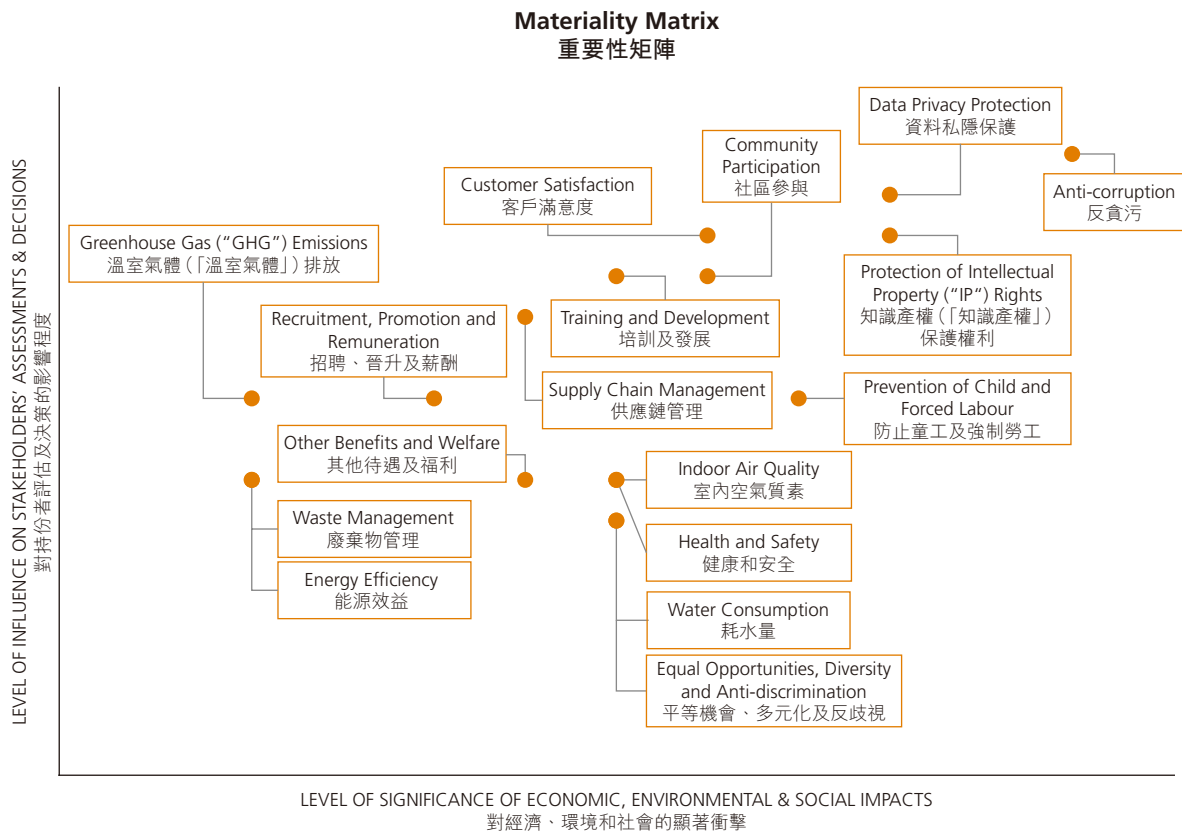 Materiality Matrix
重要性矩陣
LEVEL OF INFLUENCE ON STAKEHOLDERS' ASSESSMENTS & DECISIONS
對持份者評估及決策的影響程度
Data Privacy Protection
資料私隱保護
Community
Participation
社區參與
Customer Satisfaction
客戶滿意度
Anti-corruption
反貪污
Greenhouse Gas (“GHG”) Emissions
溫室氣體(「溫室氣體」)排放
Protection of Intellectual
Property (“IP“) Rights
知識產權(「知識產權」)
保護權利
Recruitment, Promotion and
Remuneration
招聘、晉升及薪酬
Training and Development
培訓及發展
Supply Chain Management
供應鏈管理
Prevention of Child and
Forced Labour
防止童工及強制勞工
Other Benefits and Welfare
其他待遇及福利
Indoor Air Quality
室內空氣質素
Waste Management
廢棄物管理
Health and Safety
健康和安全
Energy Efficiency
能源效益
Water Consumption
耗水量
Equal Opportunities, Diversity
and Anti-discrimination
平等機會、多元化及反歧視
LEVEL OF SIGNIFICANCE OF ECONOMIC, ENVIRONMENTAL & SOCIAL IMPACTS
對經濟、環境和社會的顯著衝擊